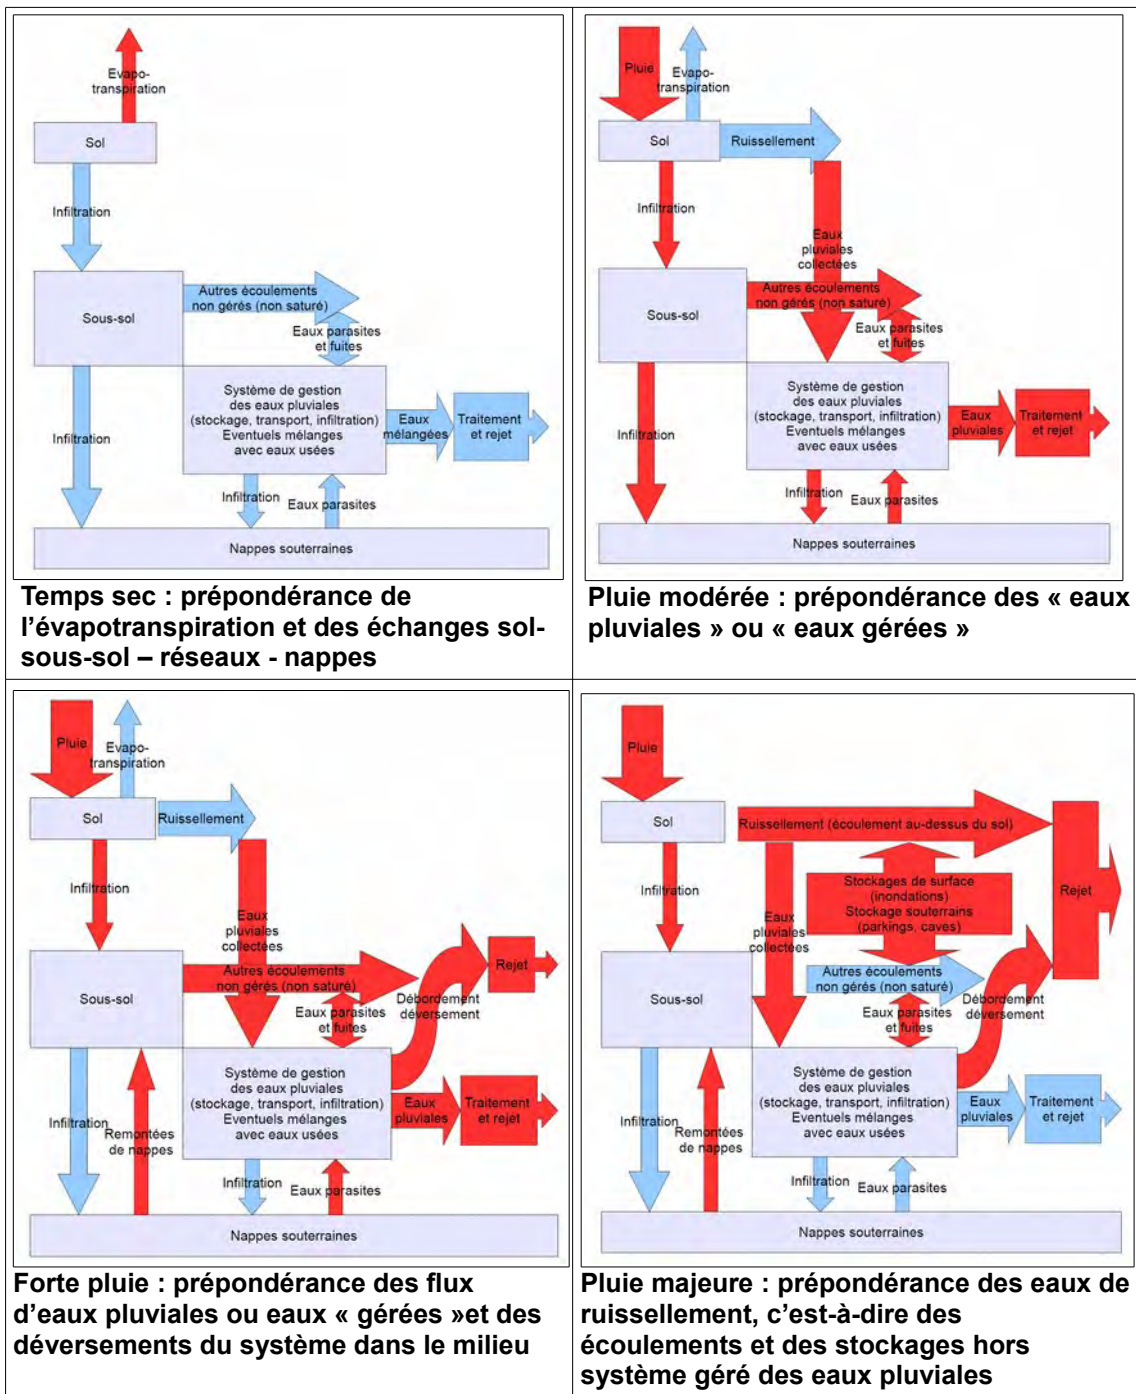 Evapo-
transpiration
Sol
Infiltration
Autres écoulements
non gérés (non saturé)
Sous-sol
Eaux parasites
et fuites
Système de gestion
des eaux pluviales
(stockage, transport, infiltration)
Eventuels mélanges
avec eaux usées
Eaux
mélangées
Traitement
et rejet
Infiltration
Infiltration
Eaux parasites
Nappes souterraines
Temps sec : prépondérance de
l’évapotranspiration et des échanges sol-
sous-sol – réseaux - nappes
Pluie
Evapo-
transpiration
Sol
Ruissellement
Infiltration
Eaux
pluviales
collectées
Autres écoulements
non gérés (non saturé)
Sous-sol
Eaux parasites
et fuites
Système de gestion
des eaux pluviales
(stockage, transport, infiltration)
Eventuels mélanges
avec eaux usées
Eaux
pluviales
Traitement
et rejet
Infiltration
Infiltration
Eaux parasites
Nappes souterraines
Pluie modérée : prépondérance des « eaux
pluviales » ou « eaux gérées »
Pluie
Evapo-
transpiration
Sol
Ruissellement
Infiltration
Eaux
pluviales
collectées
Autres écoulements
non gérés (non saturé)
Rejet
Sous-sol
Débordement
déversement
Eaux parasites
et fuites
Système de gestion
des eaux pluviales
(stockage, transport, infiltration)
Eventuels mélanges
avec eaux usées
Eaux
pluviales
Traitement
et rejet
Infiltration
Remontées
de nappes
Infiltration
Eaux parasites
Nappes souterraines
Forte pluie : prépondérance des flux
d’eaux pluviales ou eaux « gérées »et des
déversements du système dans le milieu
Pluie
Sol
Ruissellement (écoulement au-dessus du sol)
Infiltration
Stockages de surface
(inondations)
Stockage souterrains
(parkings, caves)
Rejet
Eaux
pluviales
collectées
Autres écoulements
non gérés (non saturé)
Sous-sol
Débordement
déversement
Eaux parasites
et fuites
Système de gestion
des eaux pluviales
(stockage, transport, infiltration)
Eventuels mélanges
avec eaux usées
Eaux
pluviales
Traitement
et rejet
Infiltration
Remontées
de nappes
Infiltration
Eaux parasites
Nappes souterraines
Pluie majeure : prépondérance des eaux de
ruissellement, c’est-à-dire des
écoulements et des stockages hors
système géré des eaux pluviales